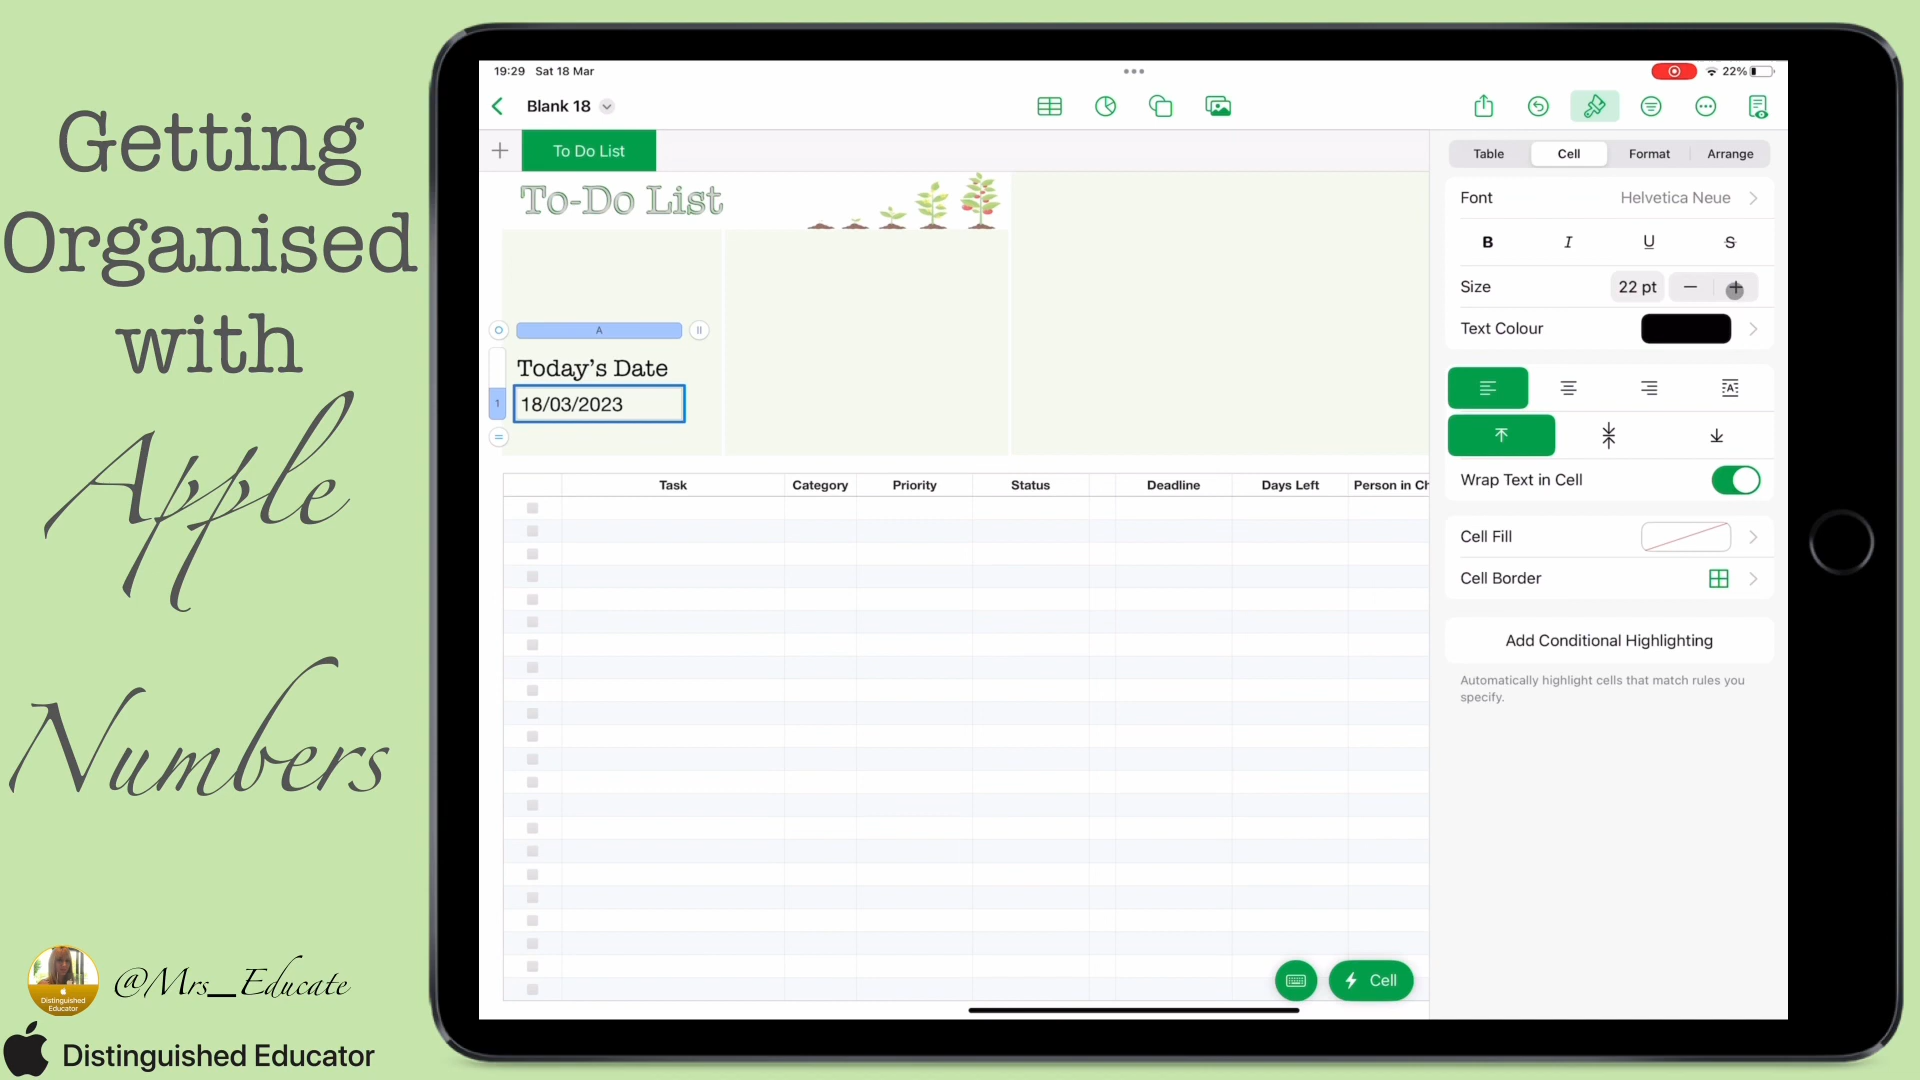 Getting
Organised
with
Apple
Numbers
@Mrs_Educate
Distinguished
Educator
Distinguished Educator
19:29 Sat 18 Mar
22%
Blank 18
To Do List
To-Do List
A
Today's Date
1
18/03/2023
Task Category Priority Status Deadline Days Left Person in Ch
Cell
Table Cell Format Arrange
Font Helvetica Neue
B I U S
Size 22 pt
Text Colour
A
Wrap Text in Cell
Cell Fill
Cell Border
Add Conditional Highlighting
Automatically highlight cells that match rules you
specify.